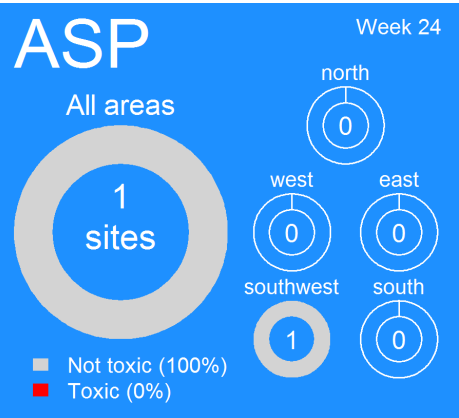 ASP
Week 24
All areas
1
sites
north
0
west
0
east
0
southwest
1
south
0
Not toxic (100%)
Toxic (0%)